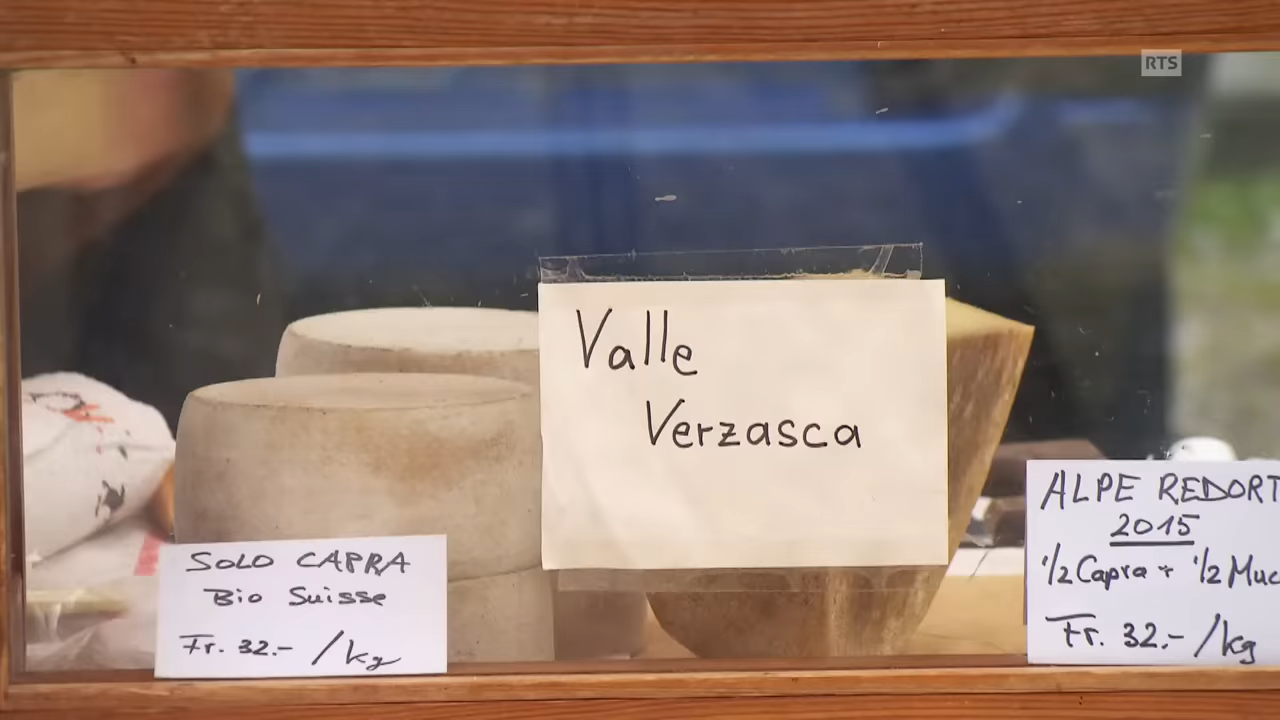 RTS
Valle
Verzasca
SOLO CAPRA
Bio Suisse
Fr. 32.- /kg
ALPE REDORT
2015
1/2 Capra + 1/2 Muc
Fr. 32.- /kg